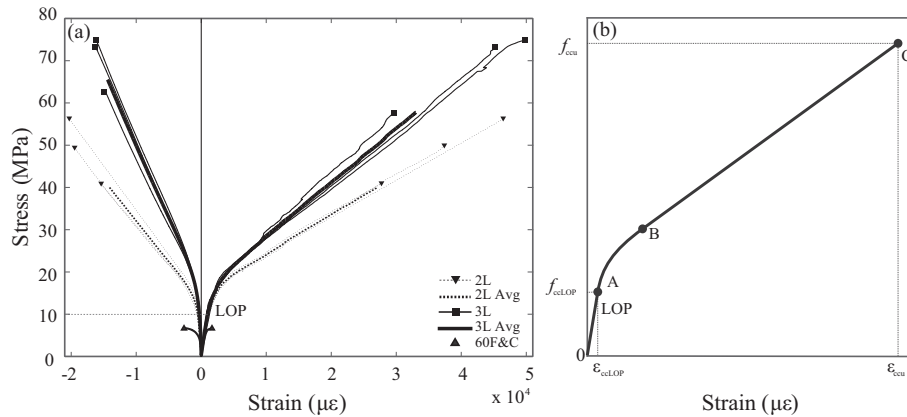 (a)
80
70
60
50
40
30
20
10
0
Stress (MPa)
LOP
2L
2L Avg
3L
3L Avg
60F&C
-2 -1 0 1 2 3 4 5
x 10⁴
Strain (με)
(b)
f_ccu
C
B
f_ccLOP
A
LOP
0
ε_ccLOP ε_ccu
Strain (με)